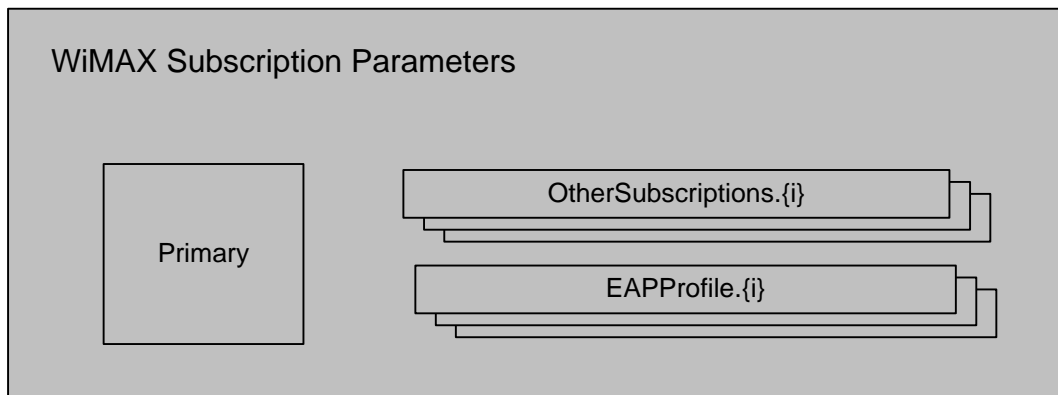 WiMAX Subscription Parameters
OtherSubscriptions.{i}
Primary
EAPProfile.{i}